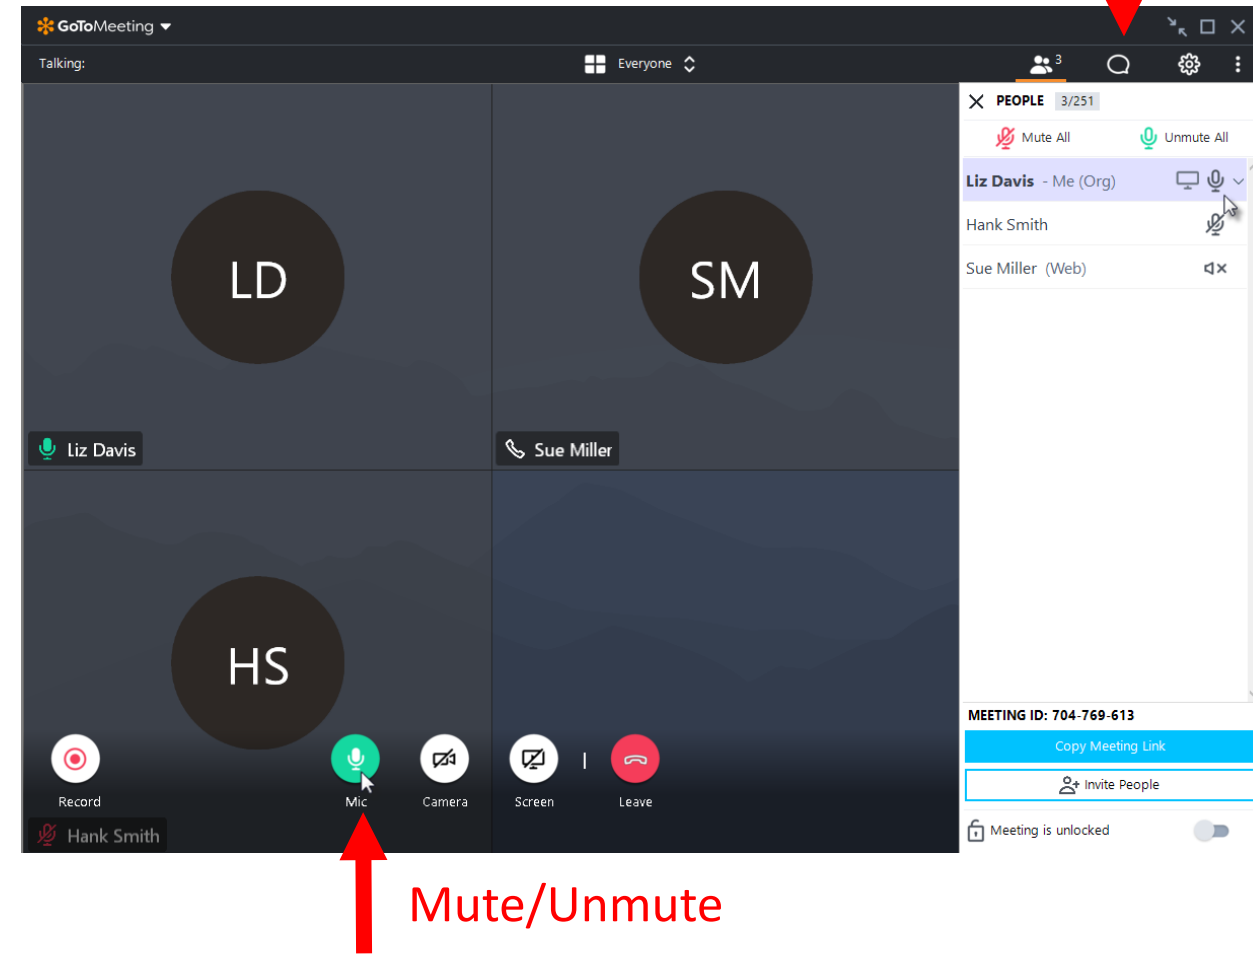 GoToMeeting
Talking:
Everyone
3
PEOPLE 3/251
Mute All Unmute All
Liz Davis - Me (Org)
Hank Smith
Sue Miller (Web)
LD
SM
Liz Davis
Sue Miller
HS
Record
Mic
Camera
Screen
Leave
Hank Smith
MEETING ID: 704-769-613
Copy Meeting Link
Invite People
Meeting is unlocked
Mute/Unmute